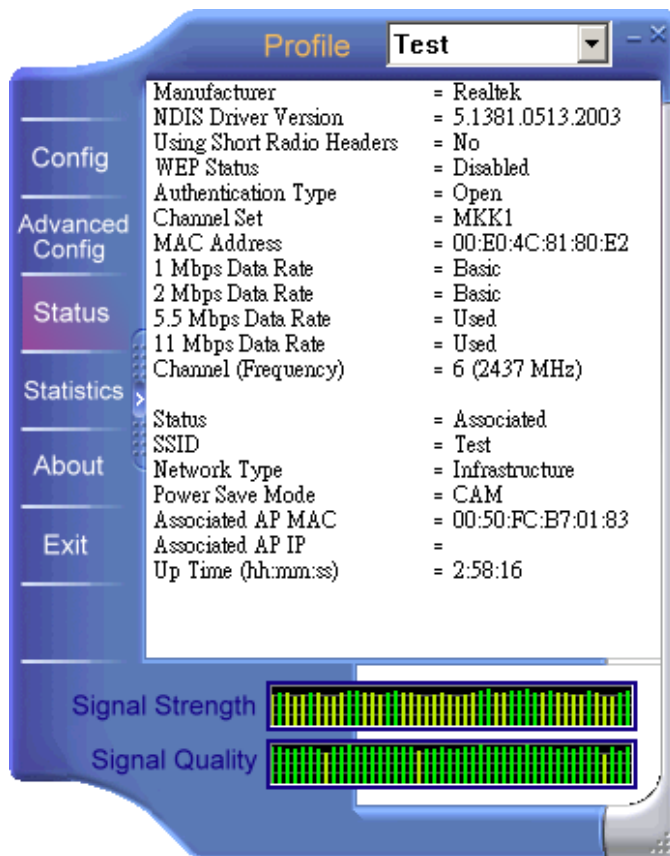 Profile Test
Config
Advanced
Config
Status
Statistics
About
Exit
Manufacturer = Realtek
NDIS Driver Version = 5.1381.0513.2003
Using Short Radio Headers = No
WEP Status = Disabled
Authentication Type = Open
Channel Set = MKK1
MAC Address = 00:E0:4C:81:80:E2
1 Mbps Data Rate = Basic
2 Mbps Data Rate = Basic
5.5 Mbps Data Rate = Used
11 Mbps Data Rate = Used
Channel (Frequency) = 6 (2437 MHz)
Status = Associated
SSID = Test
Network Type = Infrastructure
Power Save Mode = CAM
Associated AP MAC = 00:50:FC:B7:01:83
Associated AP IP =
Up Time (hh:mm:ss) = 2:58:16
Signal Strength
Signal Quality